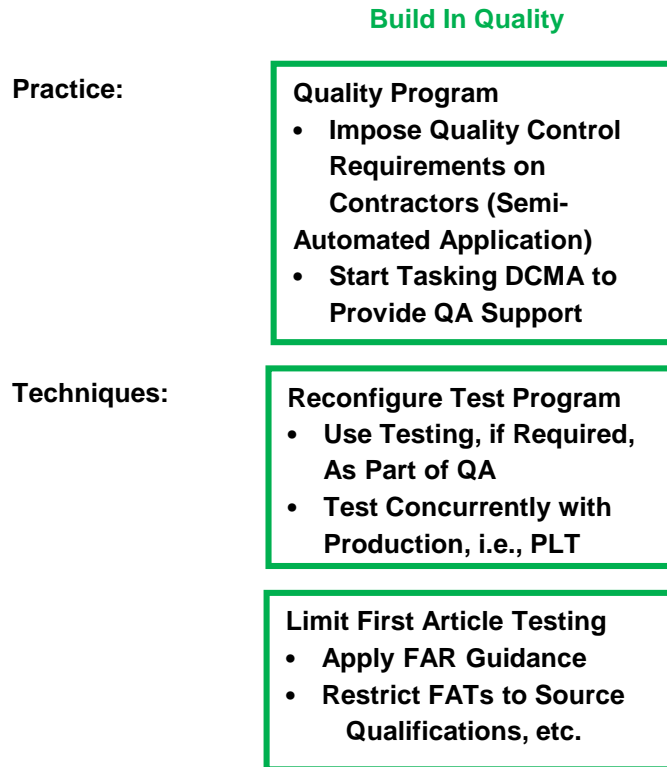 Build In Quality
Practice:
Quality Program
• Impose Quality Control
Requirements on
Contractors (Semi-
Automated Application)
• Start Tasking DCMA to
Provide QA Support
Techniques:
Reconfigure Test Program
• Use Testing, if Required,
As Part of QA
• Test Concurrently with
Production, i.e., PLT
Limit First Article Testing
• Apply FAR Guidance
• Restrict FATs to Source
Qualifications, etc.